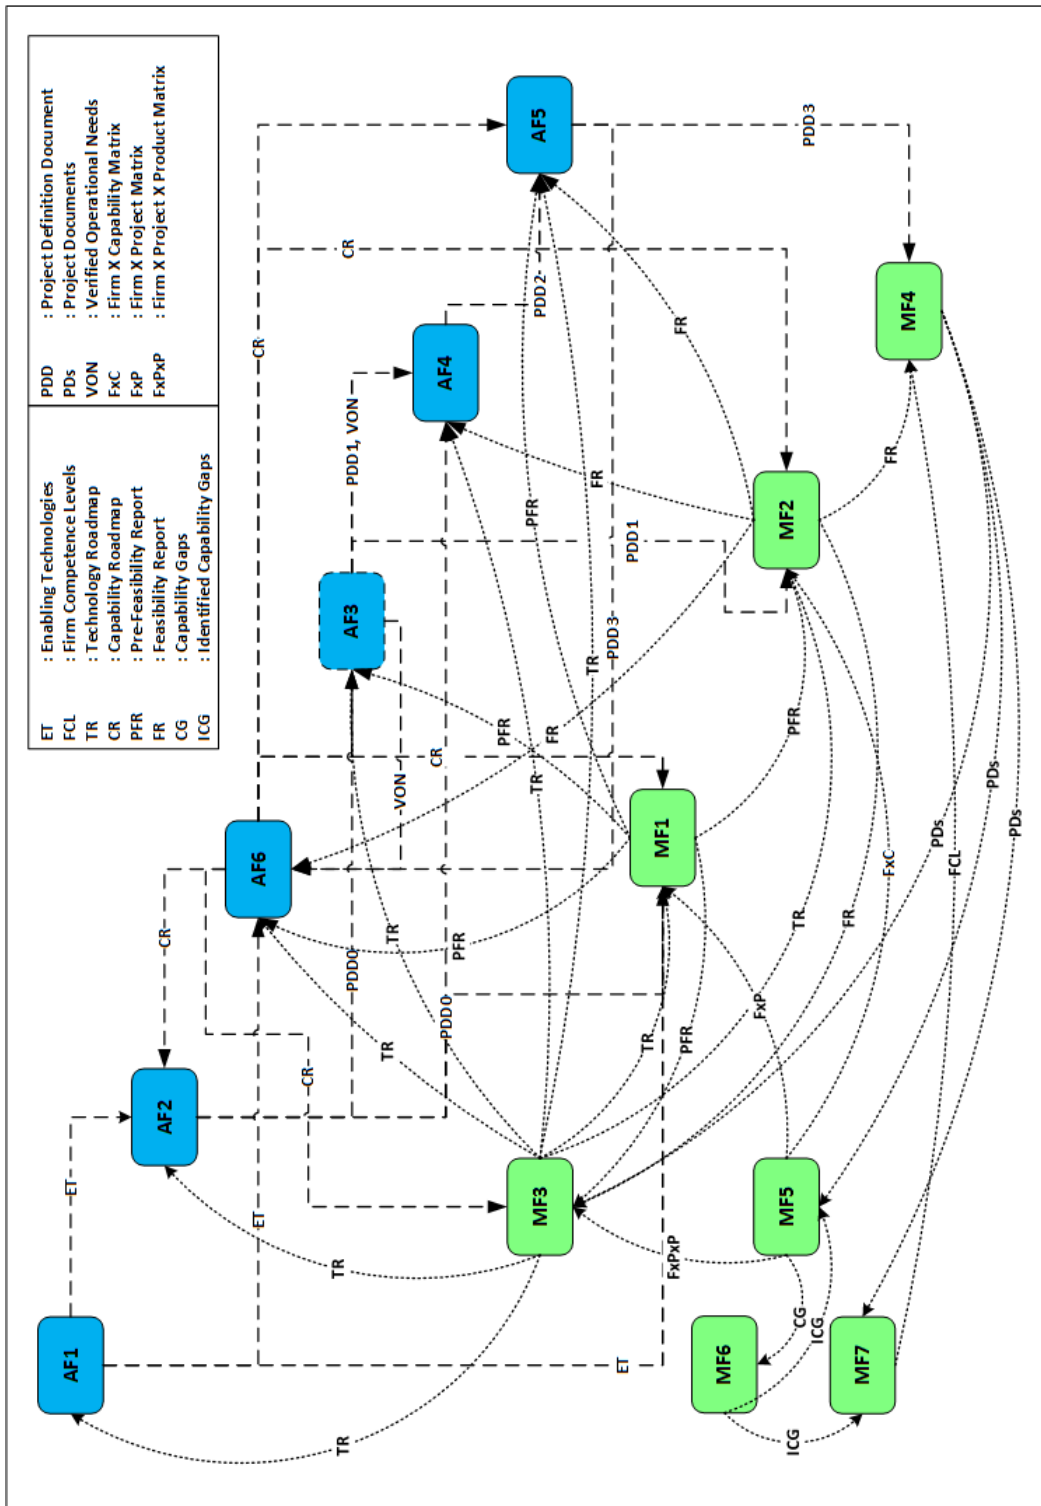 ET : Enabling Technologies
FCL : Firm Competence Levels
TR : Technology Roadmap
CR : Capability Roadmap
PFR : Pre-Feasibility Report
FR : Feasibility Report
CG : Capability Gaps
ICG : Identified Capability Gaps
PDD : Project Definition Document
PDs : Project Documents
VON : Verified Operational Needs
FxC : Firm X Capability Matrix
FxP : Firm X Project Matrix
FxPxP : Firm X Project X Product Matrix
AF1
AF2
AF6
AF3
AF4
AF5
MF3
MF1
MF2
MF4
MF6
MF5
MF7
ET
ET
ET
CR
CR
CR
CR
CR
PDD0
PDD0
VON
PDD1, VON
PDD1
PDD2
PDD3
PDD3
TR
TR
TR
TR
TR
TR
TR
TR
PFR
PFR
PFR
PFR
PFR
FR
FR
FR
FR
FR
FxP
FxC
FxPxP
CG
ICG
ICG
FCL
PDs
PDs
PDs